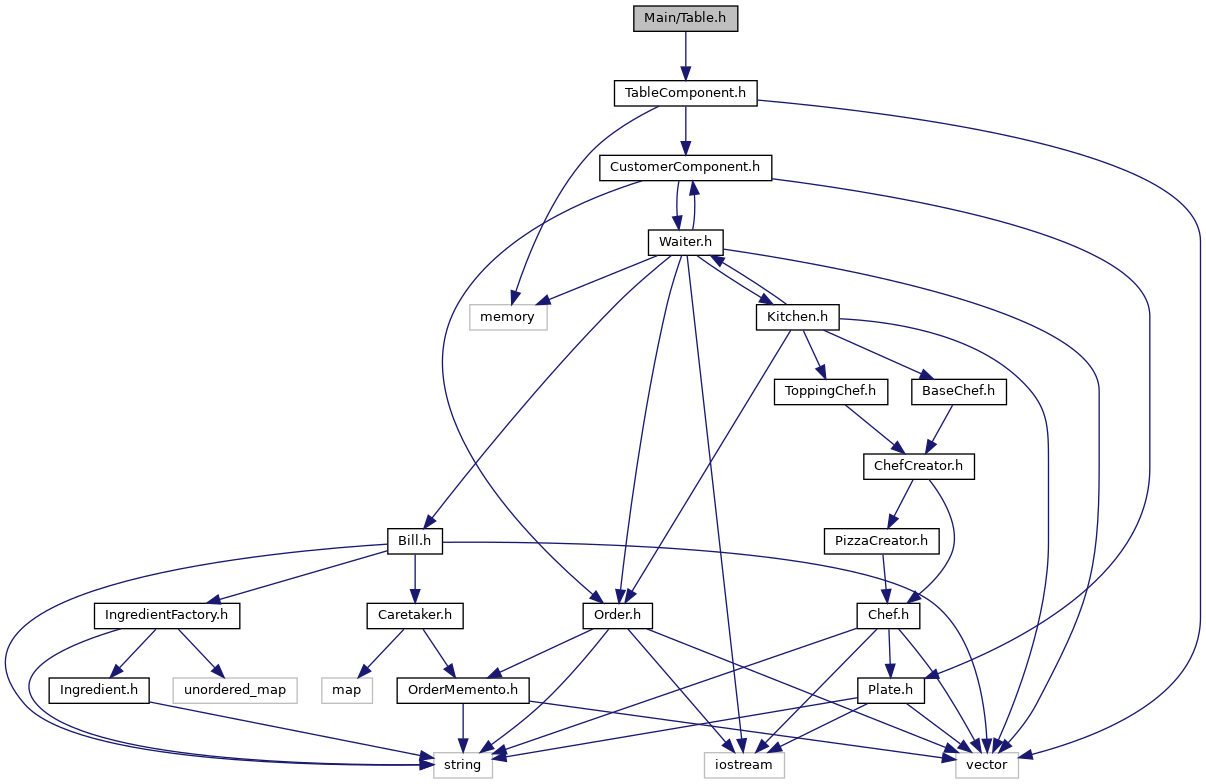 Main/Table.h
TableComponent.h
CustomerComponent.h
Waiter.h
memory
Kitchen.h
ToppingChef.h
BaseChef.h
ChefCreator.h
Bill.h
PizzaCreator.h
IngredientFactory.h
Caretaker.h
Order.h
Chef.h
Ingredient.h
unordered_map
map
OrderMemento.h
Plate.h
string
iostream
vector